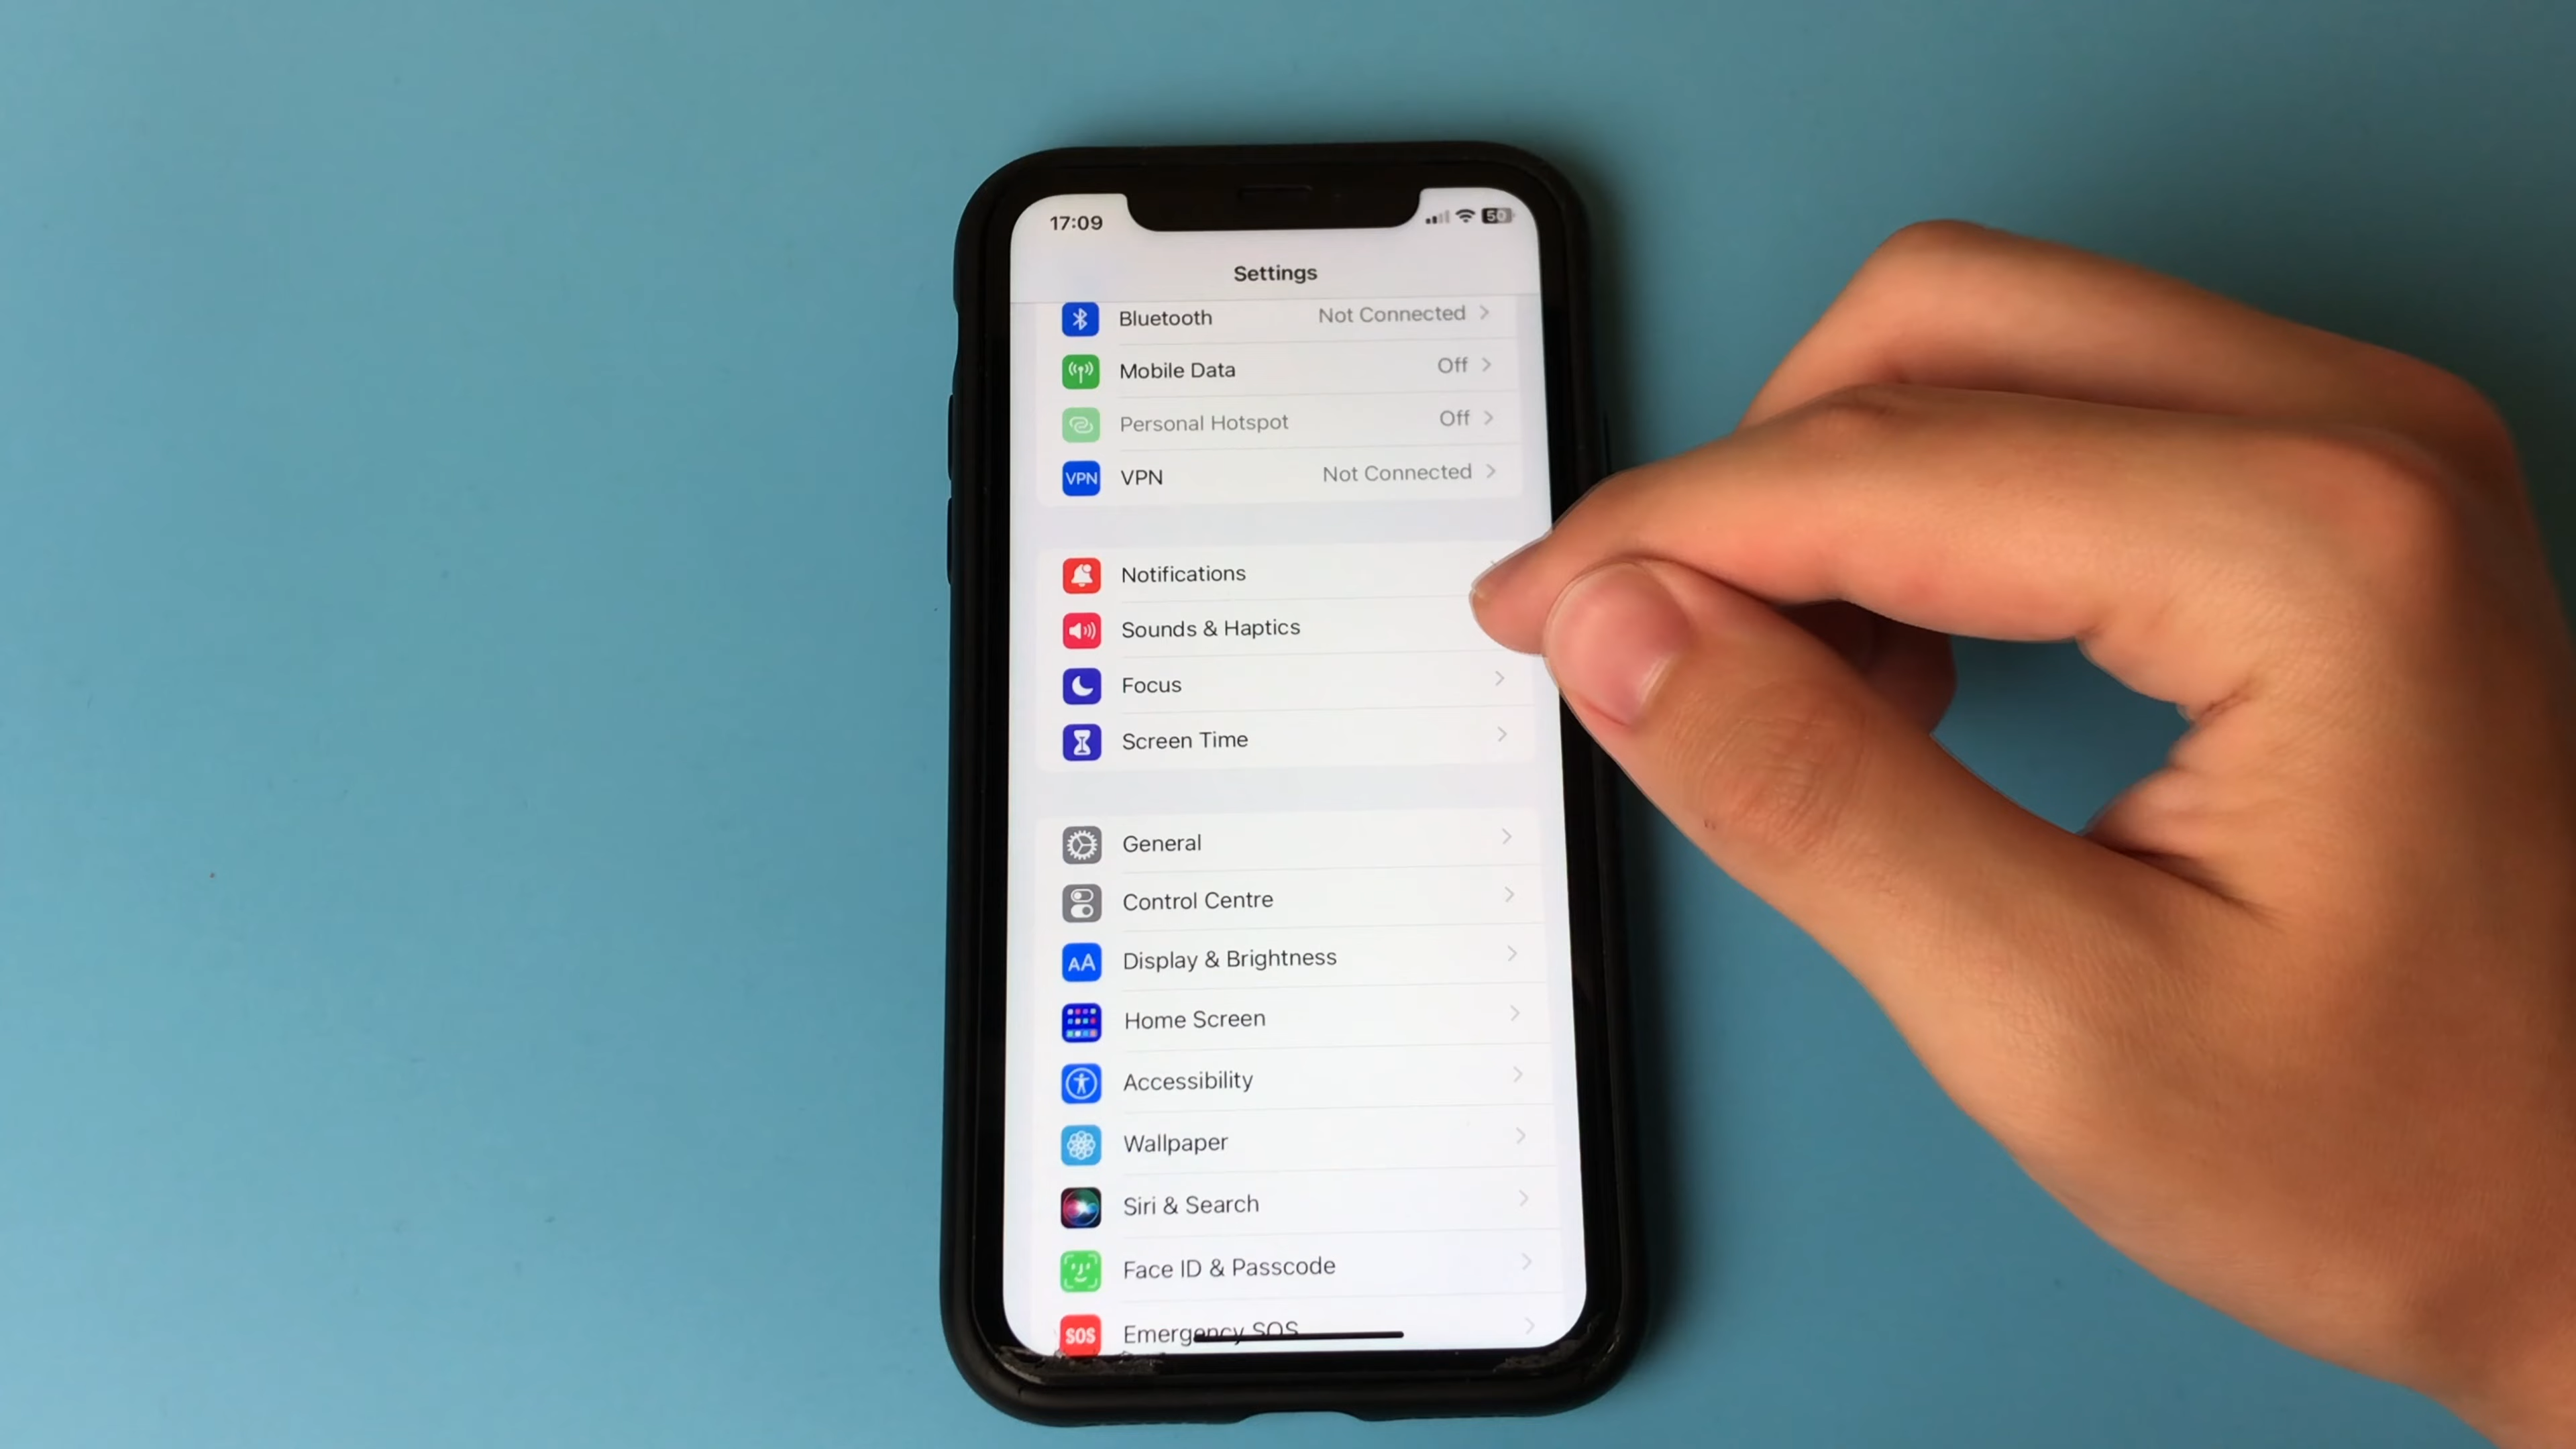 17:09 50
Settings
Bluetooth Not Connected
Mobile Data Off
Personal Hotspot Off
VPN VPN Not Connected
Notifications
Sounds & Haptics
Focus
Screen Time
General
Control Centre
AA Display & Brightness
Home Screen
Accessibility
Wallpaper
Siri & Search
Face ID & Passcode
SOS Emergency SOS